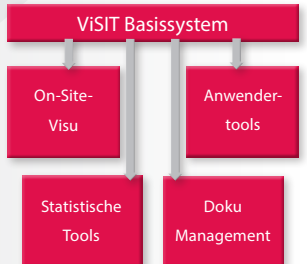 ViSIT Basissystem
On-Site-
Visu
Anwender-
tools
Statistische
Tools
Doku
Management